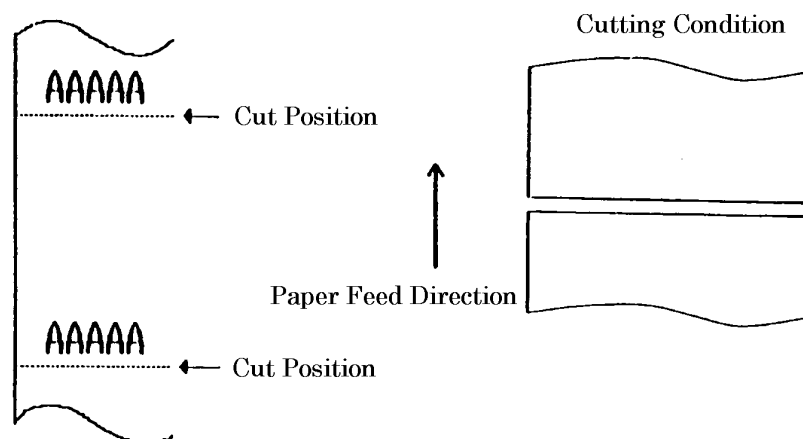 Cutting Condition
AAAAA
Cut Position
Paper Feed Direction
AAAAA
Cut Position